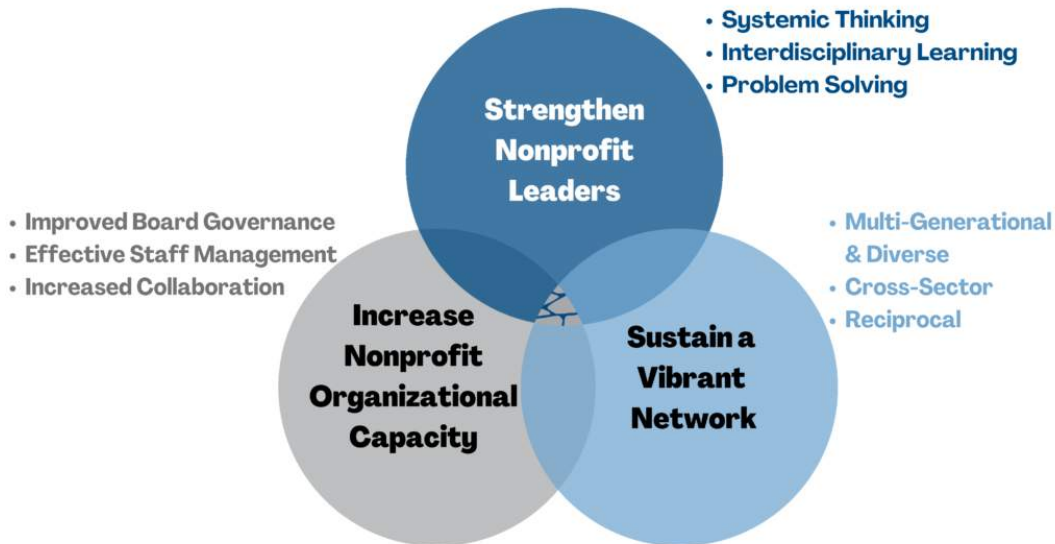 • Systemic Thinking
• Interdisciplinary Learning
• Problem Solving
Strengthen
Nonprofit
Leaders
• Improved Board Governance
• Effective Staff Management
• Increased Collaboration
• Multi-Generational
& Diverse
• Cross-Sector
• Reciprocal
Increase
Nonprofit
Organizational
Capacity
Sustain a
Vibrant
Network